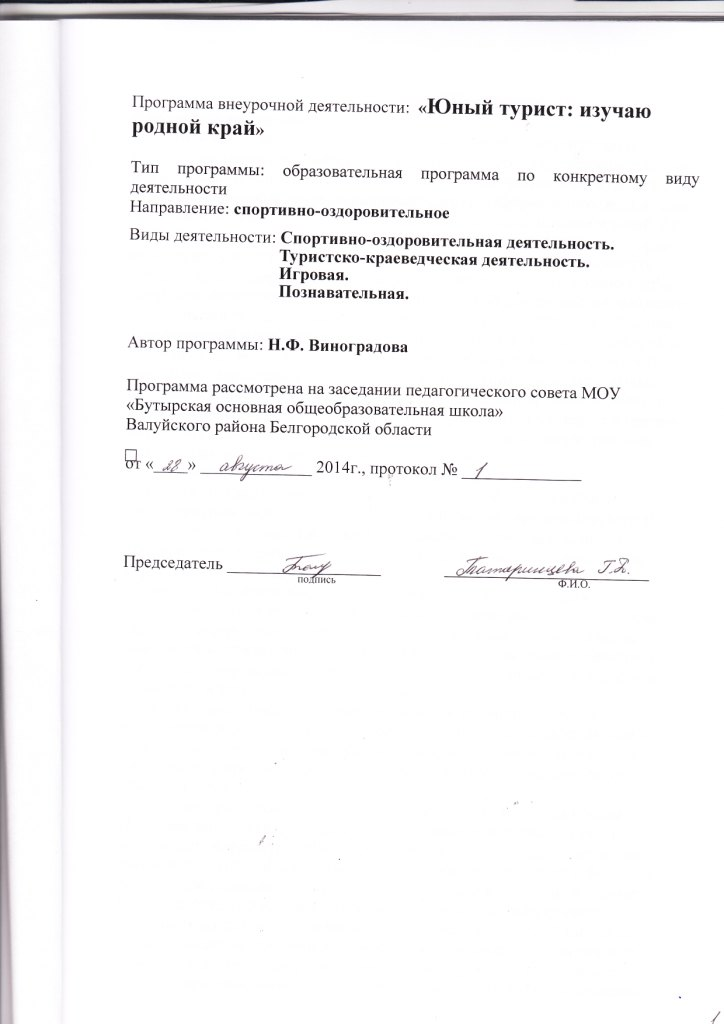 Программа внеурочной деятельности: «Юный турист: изучаю
родной край»
Тип программы: образовательная программа по конкретному виду
деятельности
Направление: спортивно-оздоровительное
Виды деятельности: Спортивно-оздоровительная деятельность.
Туристско-краеведческая деятельность.
Игровая.
Познавательная.
Автор программы: Н.Ф. Виноградова
Программа рассмотрена на заседании педагогического совета МОУ
«Бутырская основная общеобразовательная школа»
Валуйского района Белгородской области
от «28» августа 2014г., протокол № 1
Председатель
подпись
Татаринцева Г.В.
Ф.И.О.